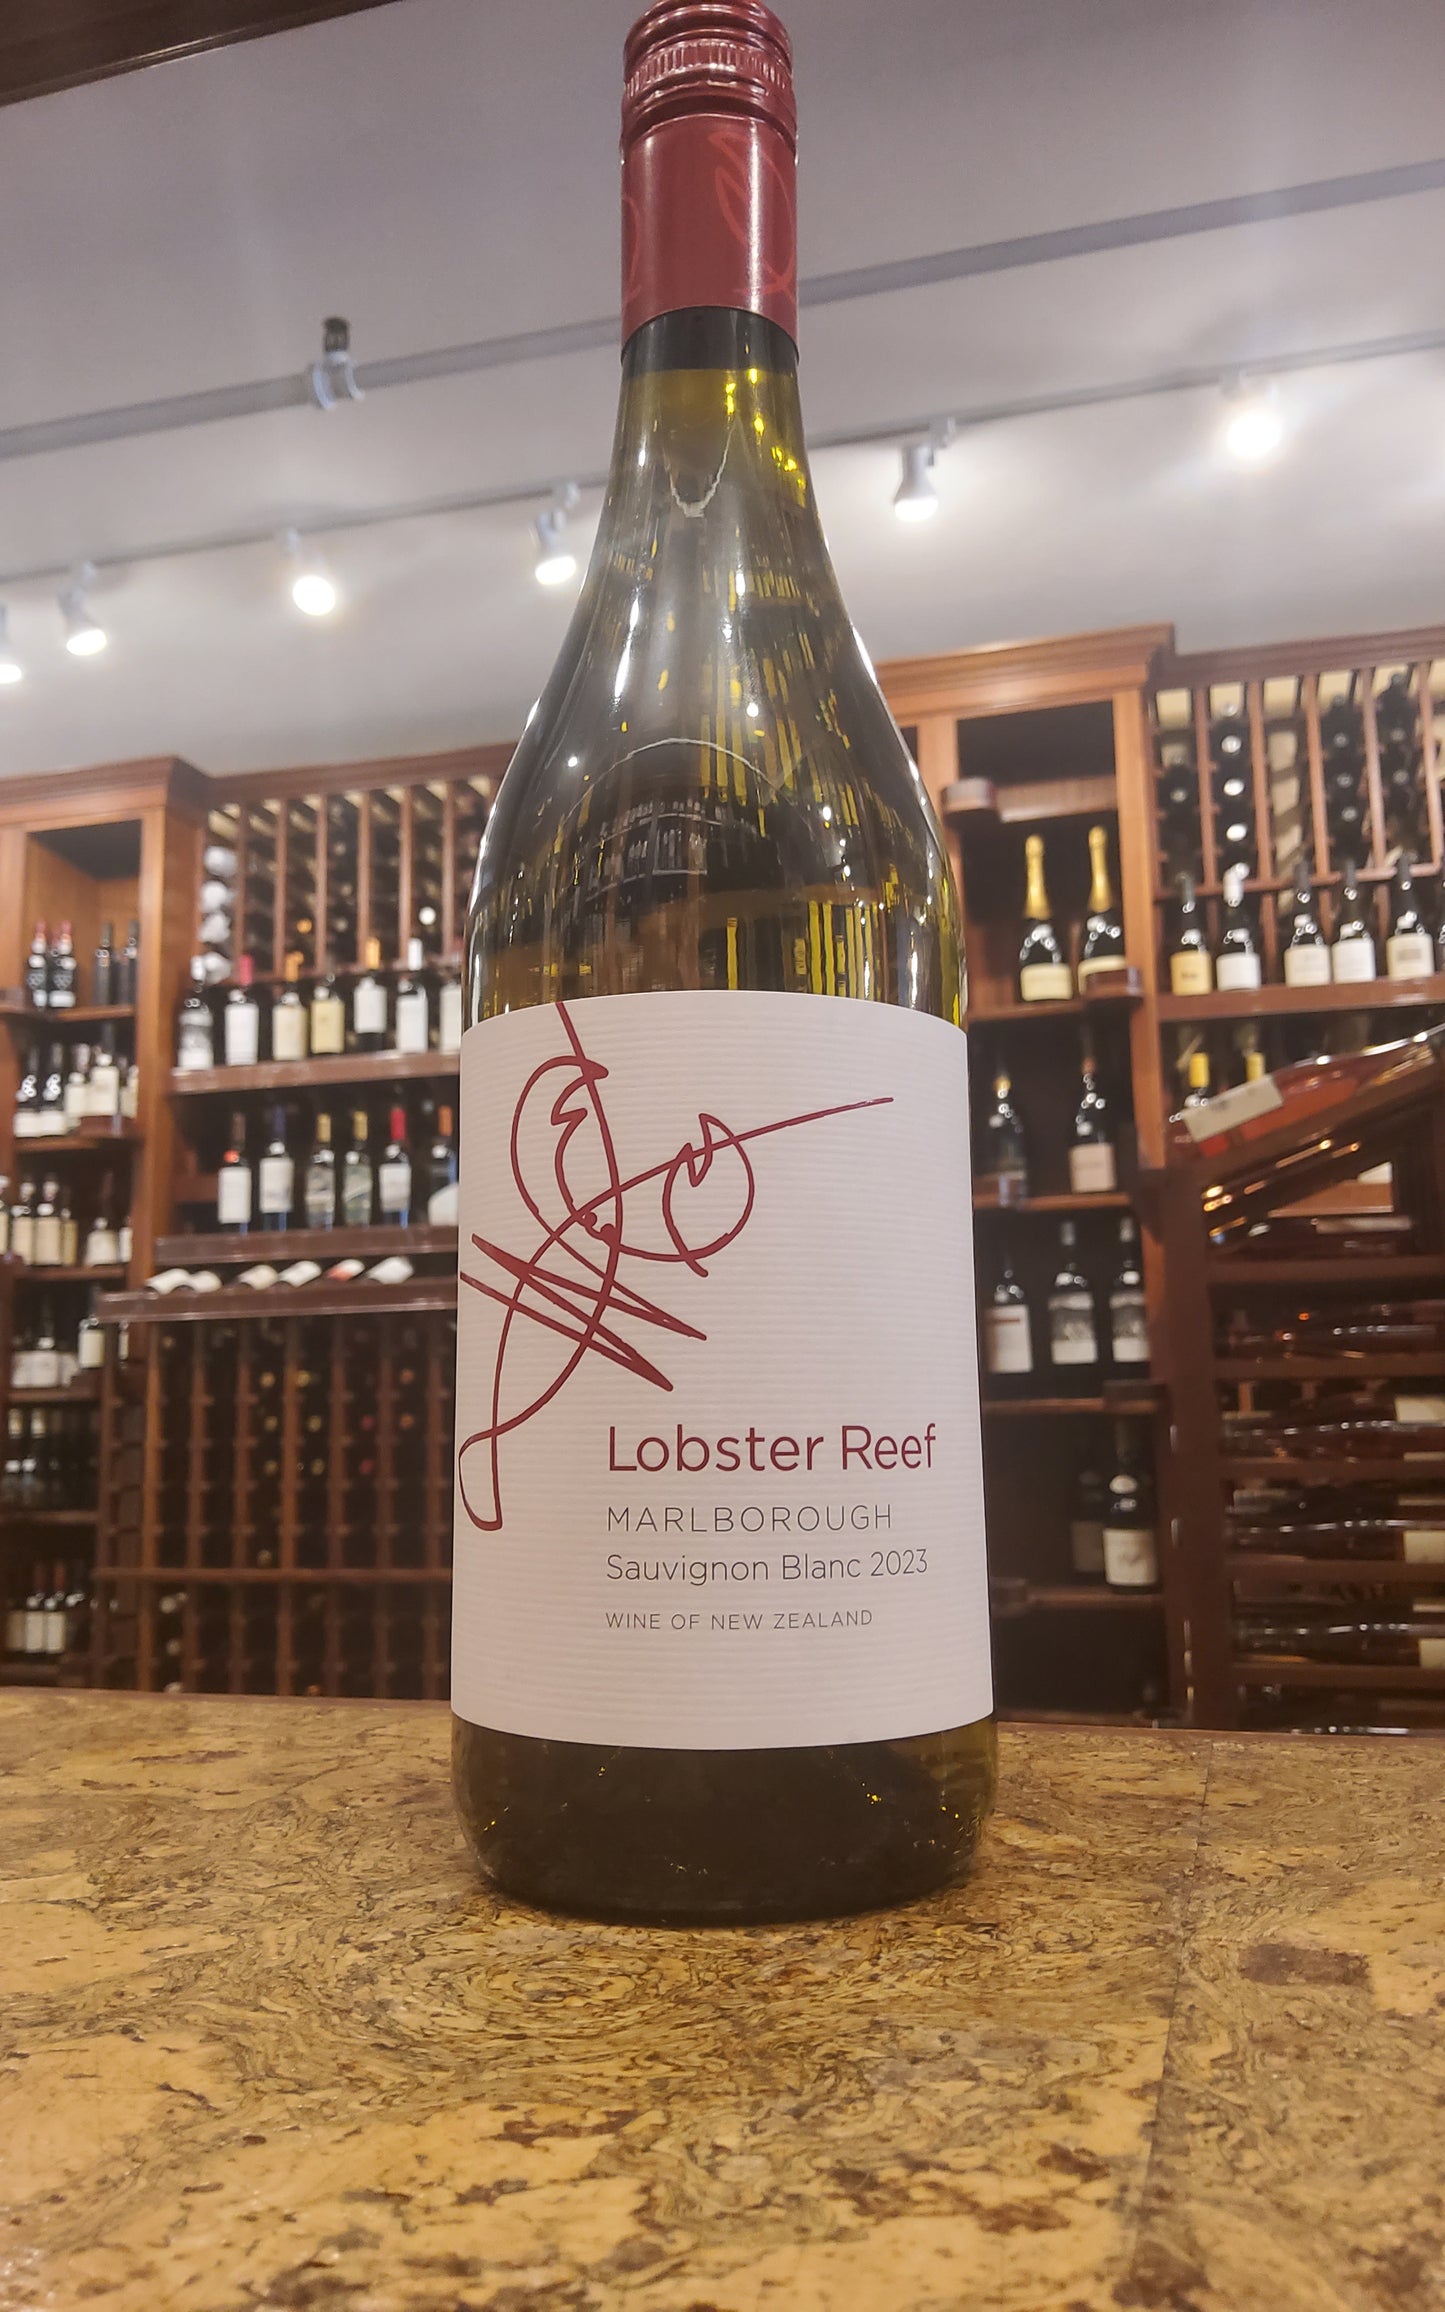 Lobster Reef
MARLBOROUGH
Sauvignon Blanc 2023
WINE OF NEW ZEALAND